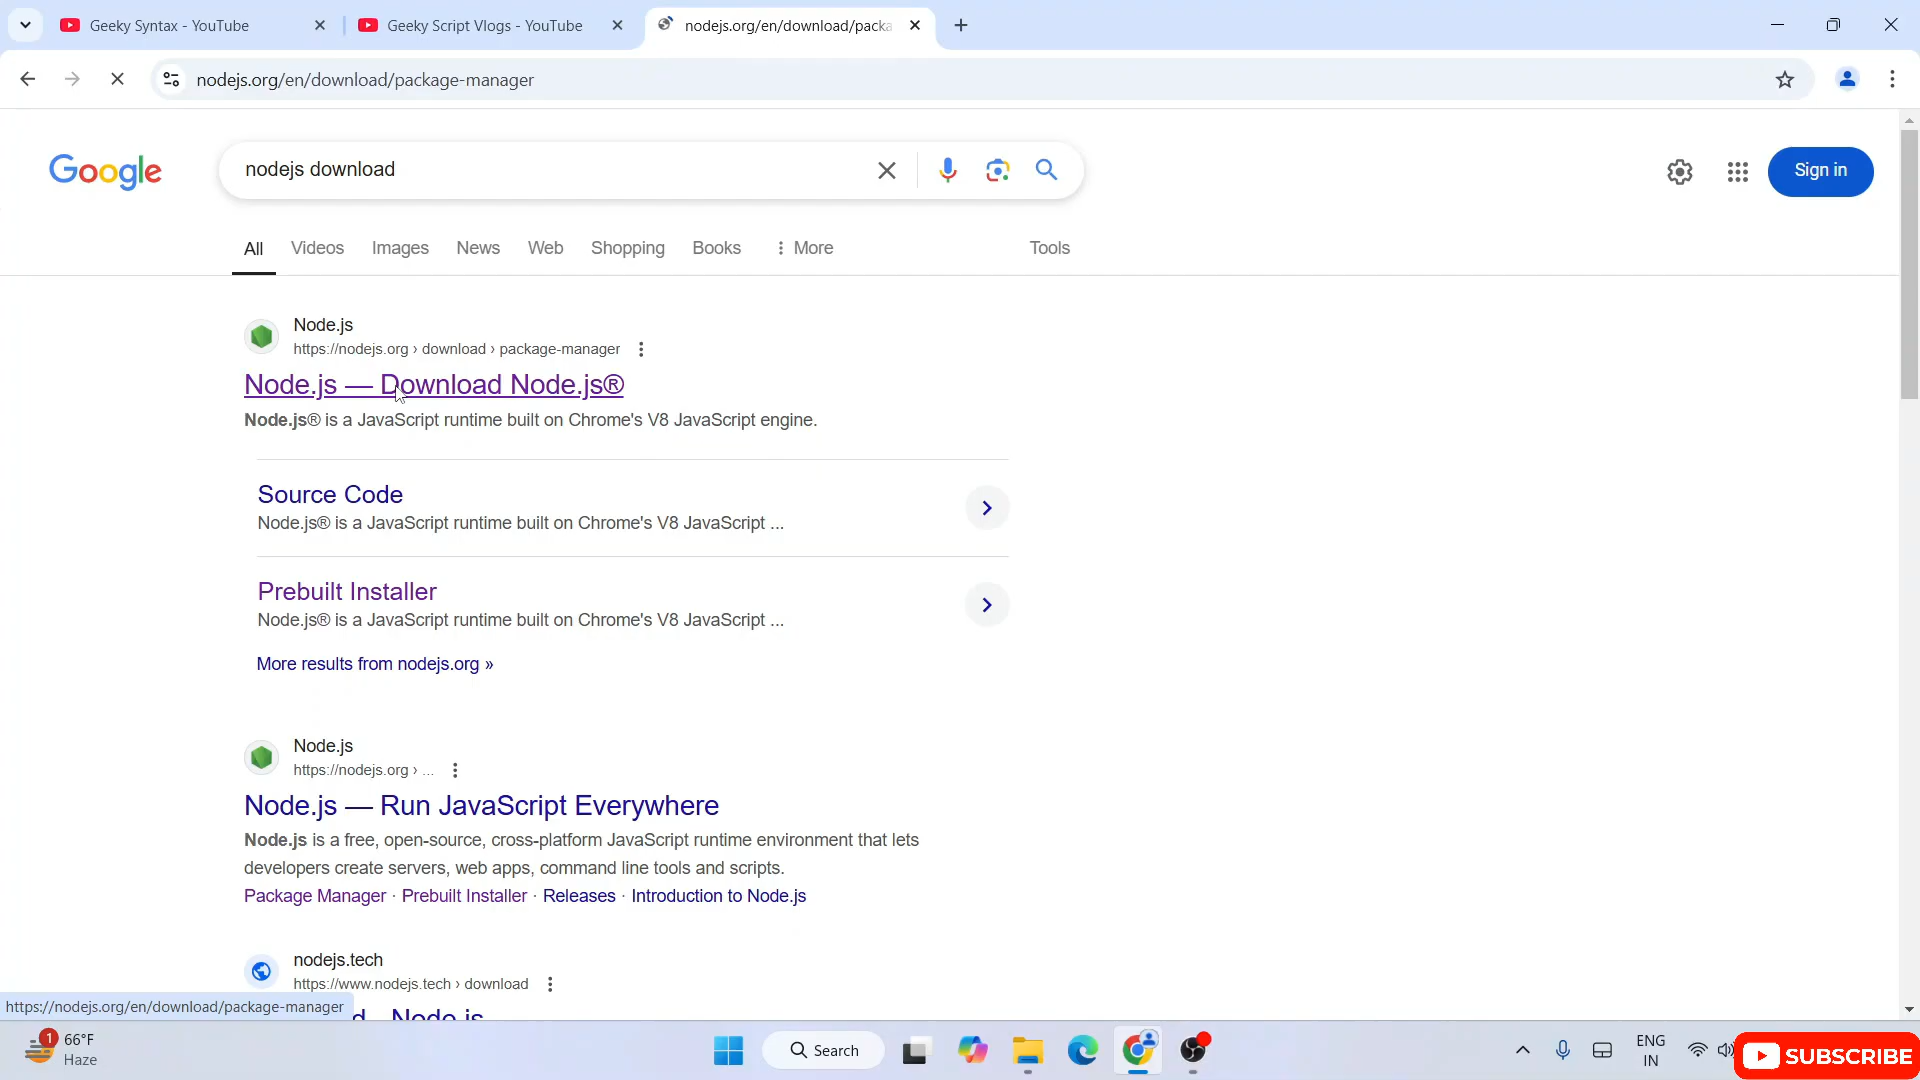 Geeky Syntax - YouTube
Geeky Script Vlogs - YouTube
nodejs.org/en/download/packa
nodejs.org/en/download/package-manager
Google
nodejs download
Sign in
All
Videos
Images
News
Web
Shopping
Books
More
Tools
Node.js
https://nodejs.org › download › package-manager
Node.js — Download Node.js®
Node.js® is a JavaScript runtime built on Chrome's V8 JavaScript engine.
Source Code
Node.js® is a JavaScript runtime built on Chrome's V8 JavaScript ...
Prebuilt Installer
Node.js® is a JavaScript runtime built on Chrome's V8 JavaScript ...
More results from nodejs.org »
Node.js
https://nodejs.org › ...
Node.js — Run JavaScript Everywhere
Node.js is a free, open-source, cross-platform JavaScript runtime environment that lets
developers create servers, web apps, command line tools and scripts.
Package Manager · Prebuilt Installer · Releases · Introduction to Node.js
nodejs.tech
https://www.nodejs.tech › download
https://nodejs.org/en/download/package-manager
Node.js
1
66°F
Haze
Search
ENG
IN
SUBSCRIBE